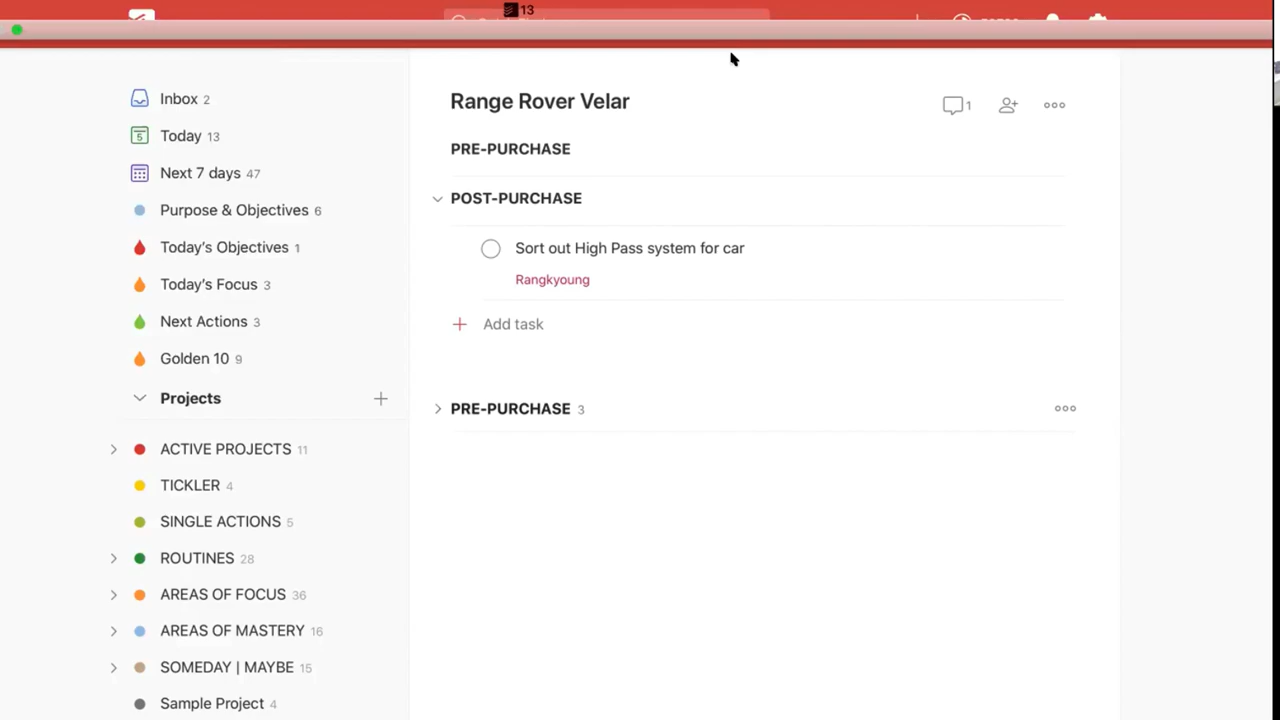 13
Inbox 2
Today 13
Next 7 days 47
Purpose & Objectives 6
Today's Objectives 1
Today's Focus 3
Next Actions 3
Golden 10 9
Projects
ACTIVE PROJECTS 11
TICKLER 4
SINGLE ACTIONS 5
ROUTINES 28
AREAS OF FOCUS 36
AREAS OF MASTERY 16
SOMEDAY | MAYBE 15
Sample Project 4
Range Rover Velar
1
PRE-PURCHASE
POST-PURCHASE
Sort out High Pass system for car
Rangkyoung
Add task
PRE-PURCHASE 3